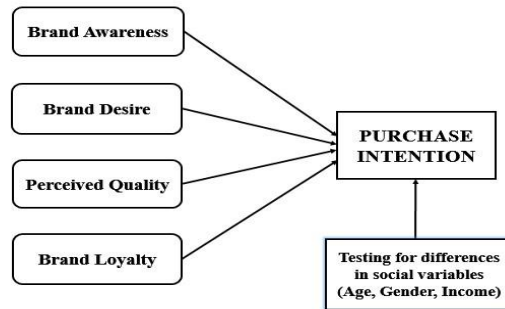 Brand Awareness
Brand Desire
Perceived Quality
Brand Loyalty
PURCHASE
INTENTION
Testing for differences
in social variables
(Age, Gender, Income)